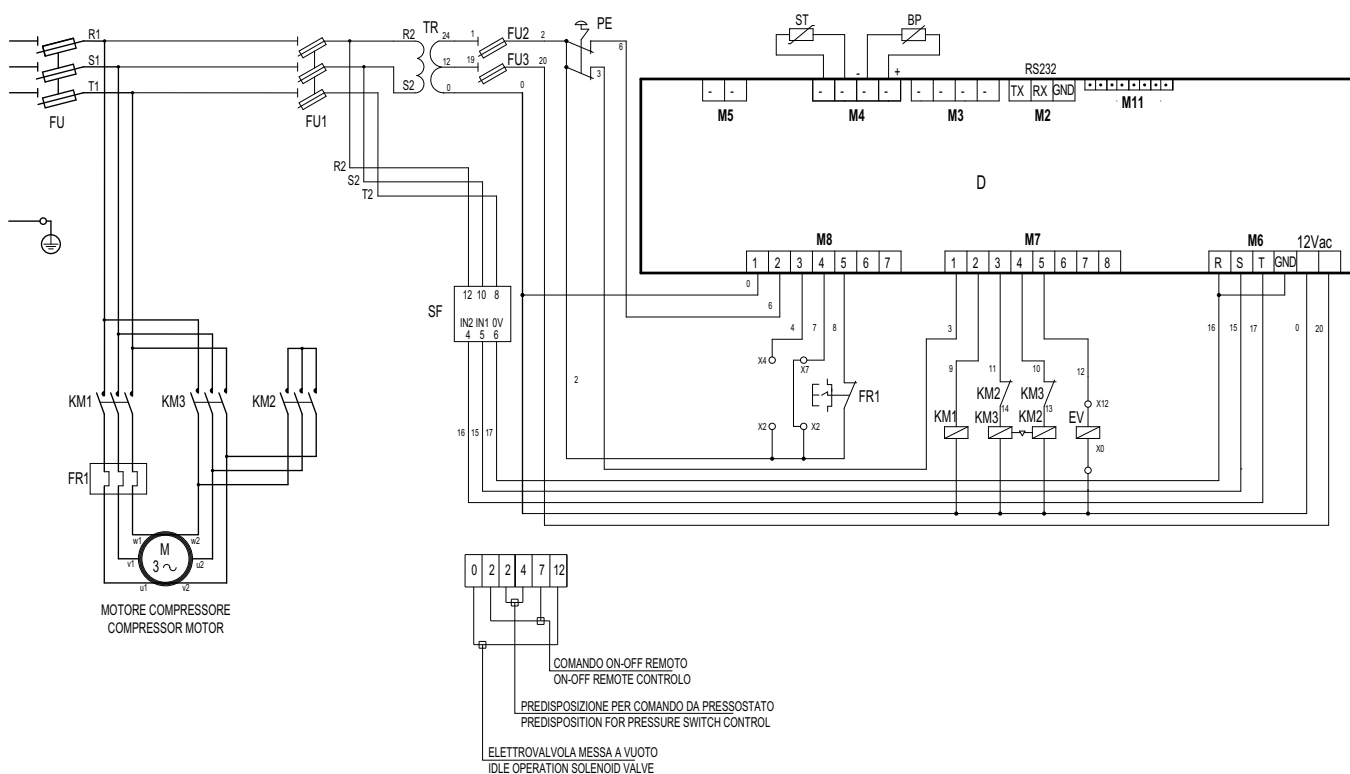 R1
S1
T1
FU
FU1
R2
S2
TR
24
12
0
1
19
FU2
FU3
2
20
0
PE
6
3
ST
BP
-
+
RS232
- -
- - - -
- - - -
TX RX GND
M5
M4
M3
M2
M11
D
R2
S2
T2
M8
M7
M6
12Vac
1 2 3 4 5 6 7
1 2 3 4 5 6 7 8
R S T GND
0
6
4
7
8
3
16
15
17
0
20
SF
12 10 8
IN2 IN1 0V
4 5 6
2
X4
X7
X2
X2
FR1
9
11
10
12
KM2
KM3
14
13
KM1
KM3
KM2
EV
X12
X0
16 15 17
KM1
KM3
KM2
FR1
w1
w2
v1
u2
u1
v2
M
3 ~
MOTORE COMPRESSORE
COMPRESSOR MOTOR
0 2 2 4 7 12
COMANDO ON-OFF REMOTO
ON-OFF REMOTE CONTROLO
PREDISPOSIZIONE PER COMANDO DA PRESSOSTATO
PREDISPOSITION FOR PRESSURE SWITCH CONTROL
ELETTROVALVOLA MESSA A VUOTO
IDLE OPERATION SOLENOID VALVE